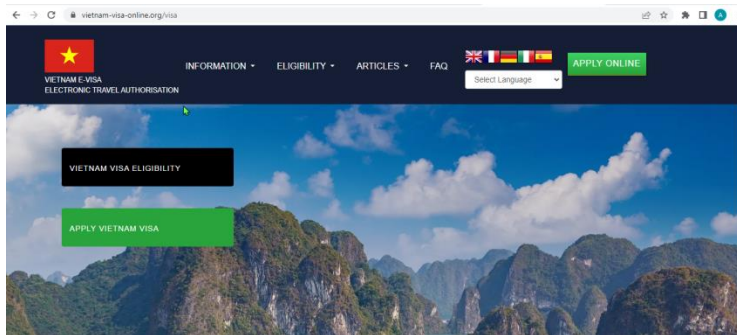 vietnam-visa-online.org/visa
A
VIETNAM E-VISA
ELECTRONIC TRAVEL AUTHORISATION
INFORMATION
ELIGIBILITY
ARTICLES
FAQ
Select Language
APPLY ONLINE
VIETNAM VISA ELIGIBILITY
APPLY VIETNAM VISA